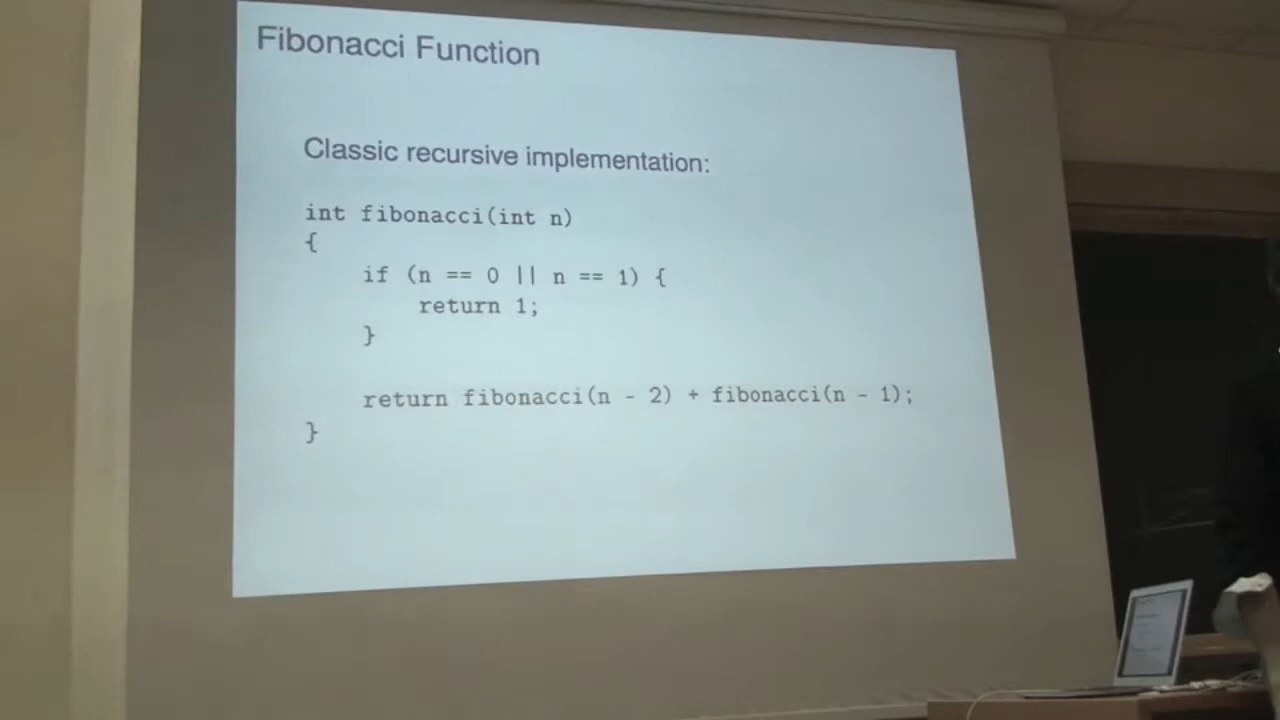 Fibonacci Function
Classic recursive implementation:
int fibonacci(int n)
{
    if (n == 0 || n == 1) {
        return 1;
    }
    return fibonacci(n - 2) + fibonacci(n - 1);
}